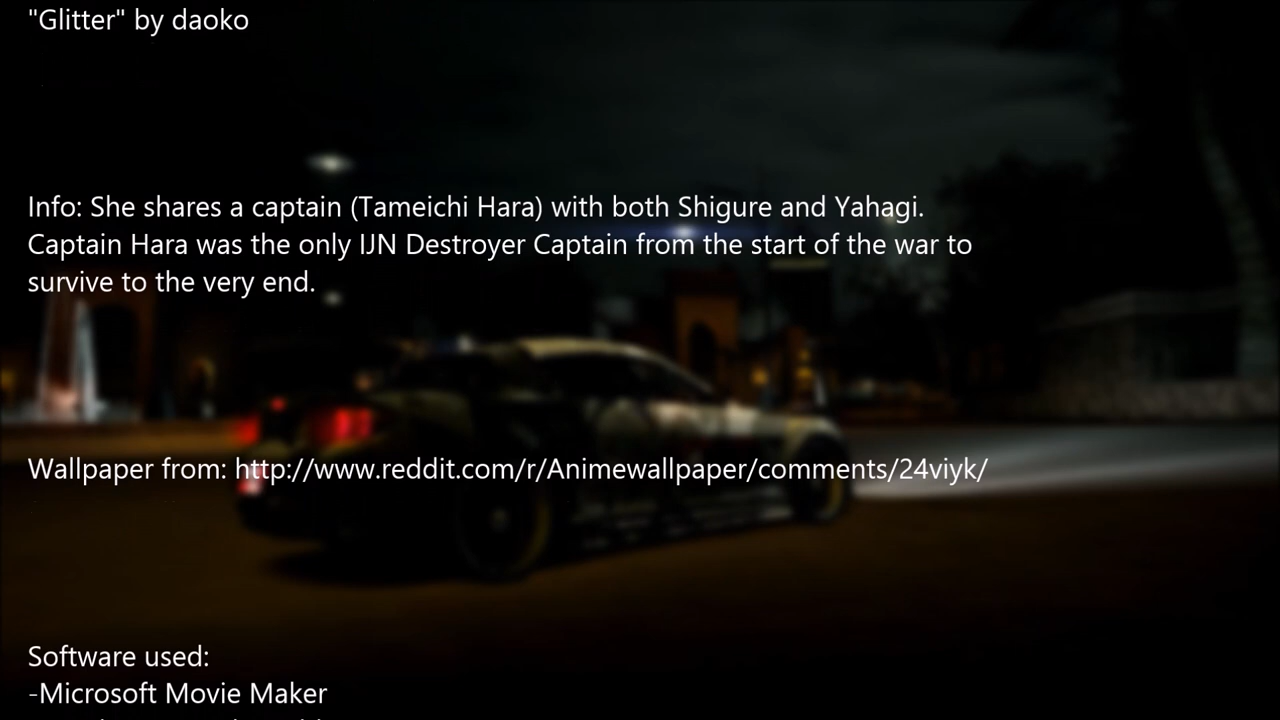 "Glitter" by daoko
Info: She shares a captain (Tameichi Hara) with both Shigure and Yahagi.
Captain Hara was the only IJN Destroyer Captain from the start of the war to
survive to the very end.
Wallpaper from: http://www.reddit.com/r/Animewallpaper/comments/24viyk/
Software used:
-Microsoft Movie Maker